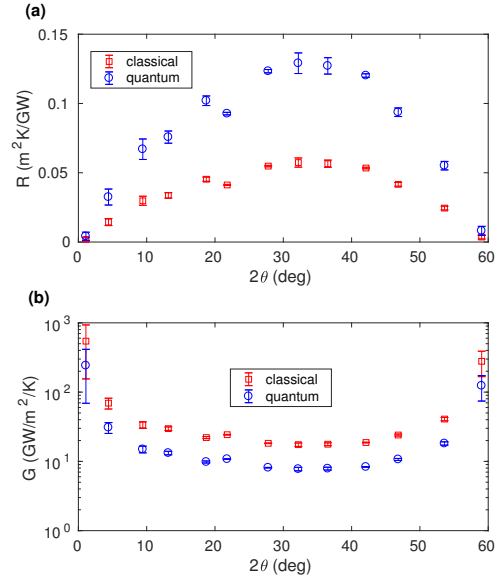 (a)
0.15
0.1
0.05
0
R (m²K/GW)
classical
quantum
0 10 20 30 40 50 60
2θ (deg)
(b)
10³
10²
10¹
10⁰
G (GW/m²/K)
classical
quantum
0 10 20 30 40 50 60
2θ (deg)